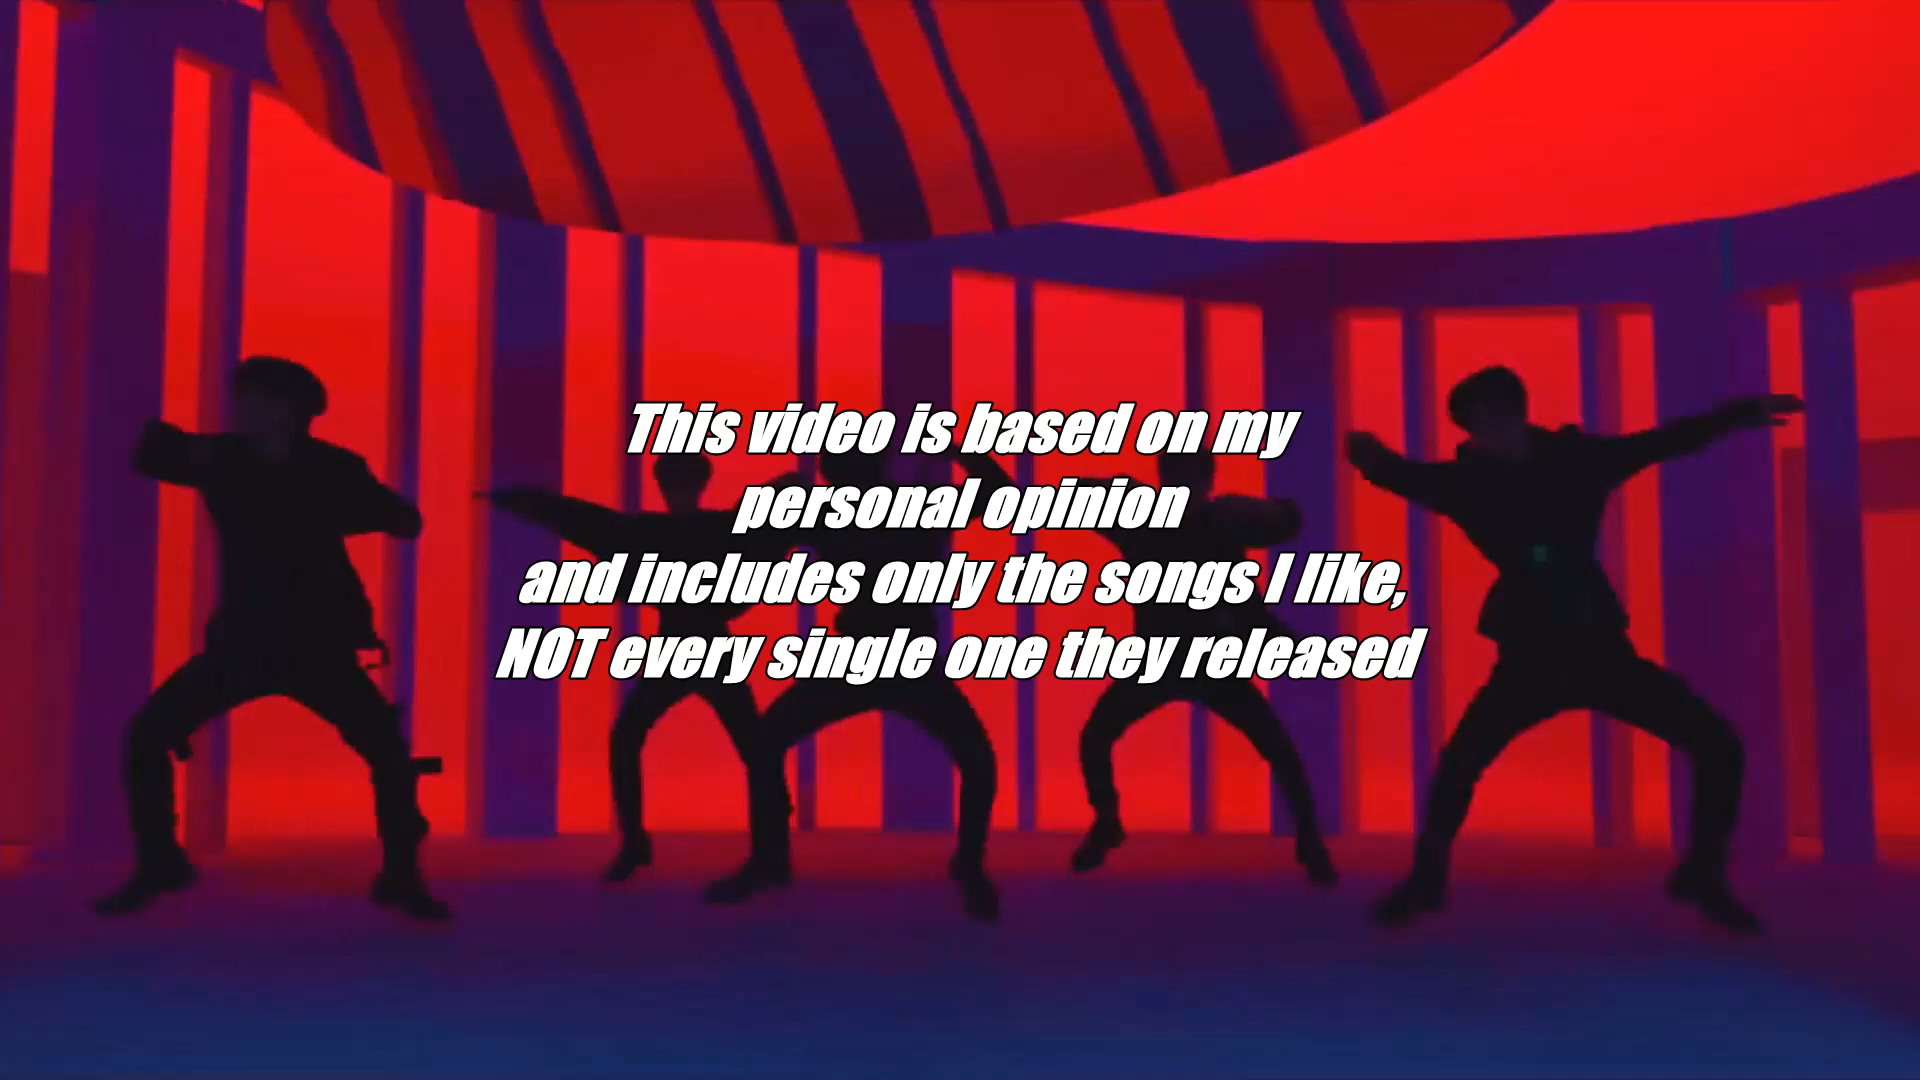 This video is based on my
personal opinion
and includes only the songs I like,
NOT every single one they released